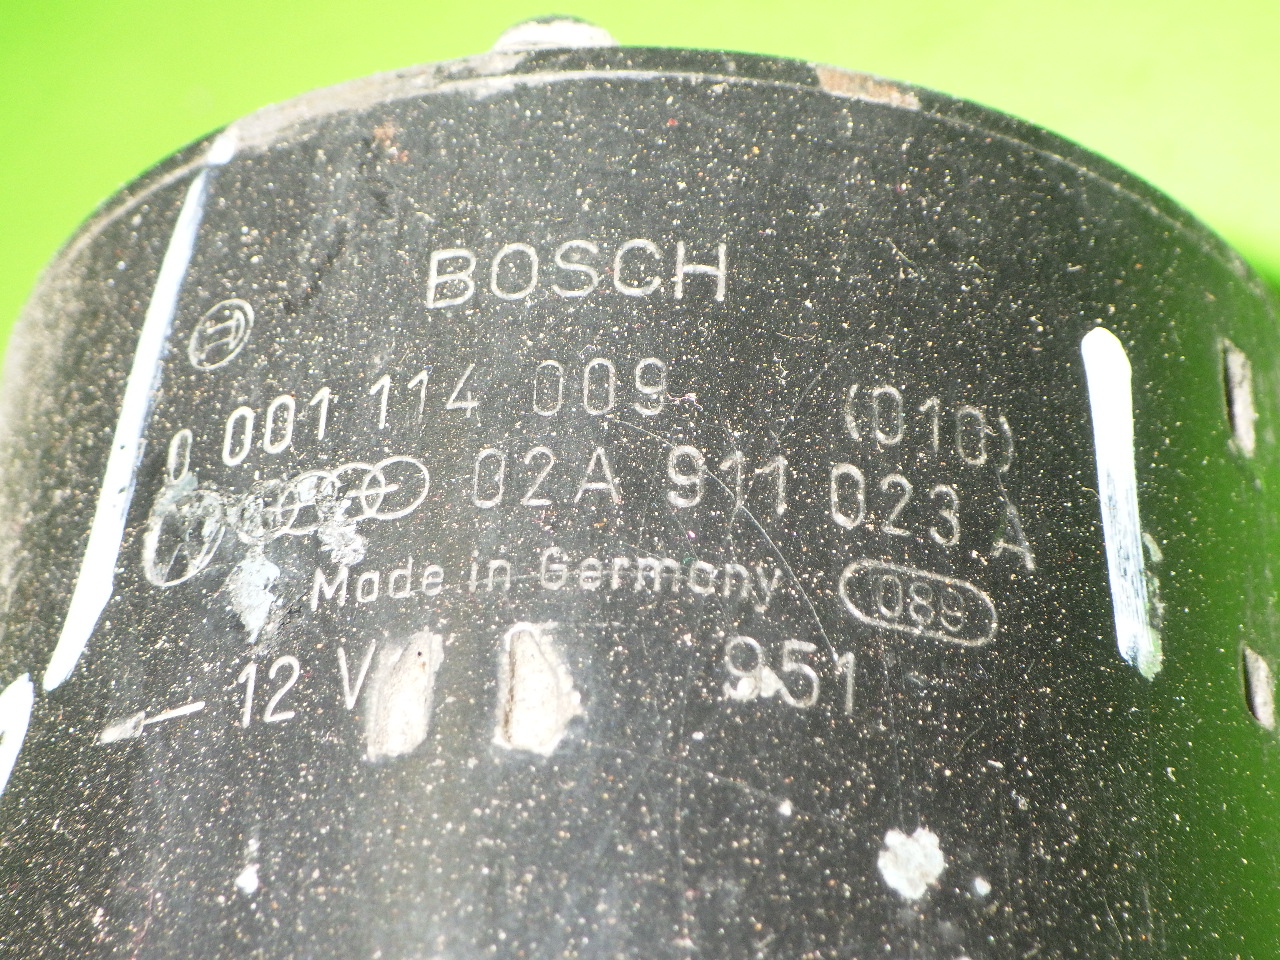 BOSCH
0 001 114 009 (010)
02A 911 023 A
Made in Germany 089
12 V 951